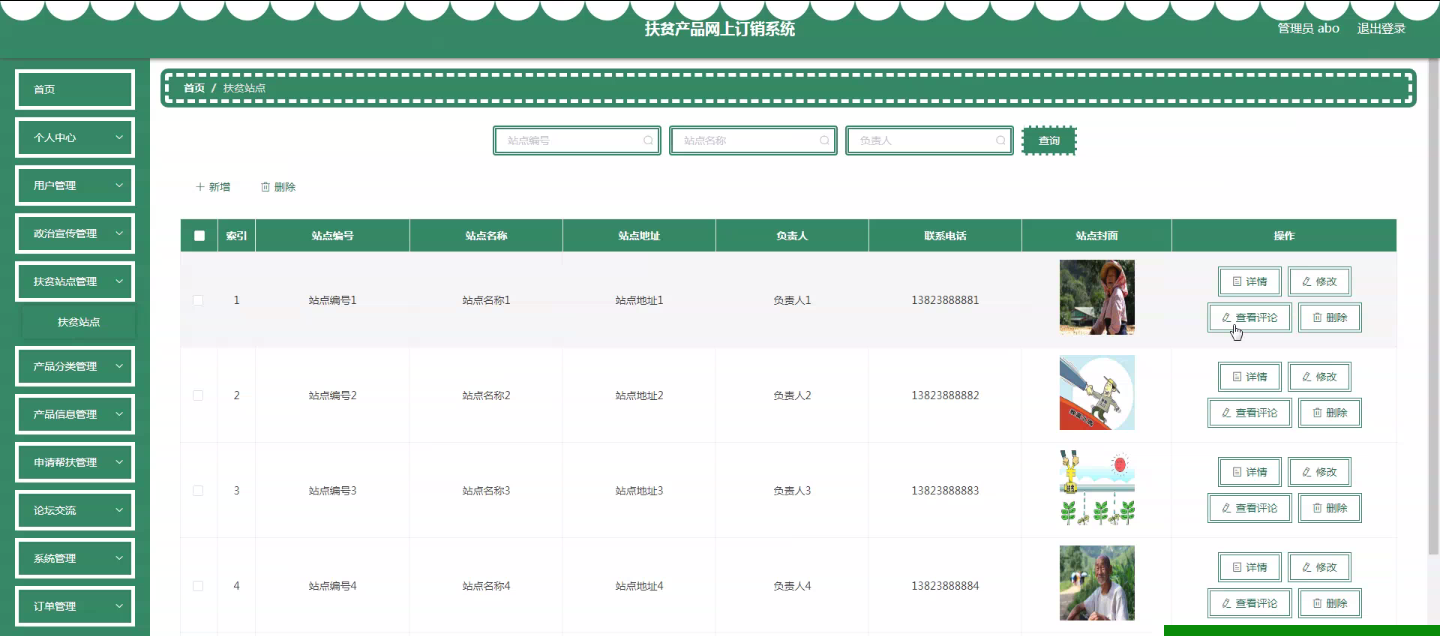 扶贫产品网上订销系统
管理员 abo 退出登录
首页
个人中心
用户管理
政治宣传管理
扶贫站点管理
扶贫站点
产品分类管理
产品信息管理
申请帮扶管理
论坛交流
系统管理
订单管理
首页 / 扶贫站点
站点编号 站点名称 负责人 查询
新增 删除
索引 站点编号 站点名称 站点地址 负责人 联系电话 站点封面 操作
1 站点编号1 站点名称1 站点地址1 负责人1 13823888881
详情 修改
查看评论 删除
2 站点编号2 站点名称2 站点地址2 负责人2 13823888882
详情 修改
查看评论 删除
3 站点编号3 站点名称3 站点地址3 负责人3 13823888883
详情 修改
查看评论 删除
4 站点编号4 站点名称4 站点地址4 负责人4 13823888884
详情 修改
查看评论 删除